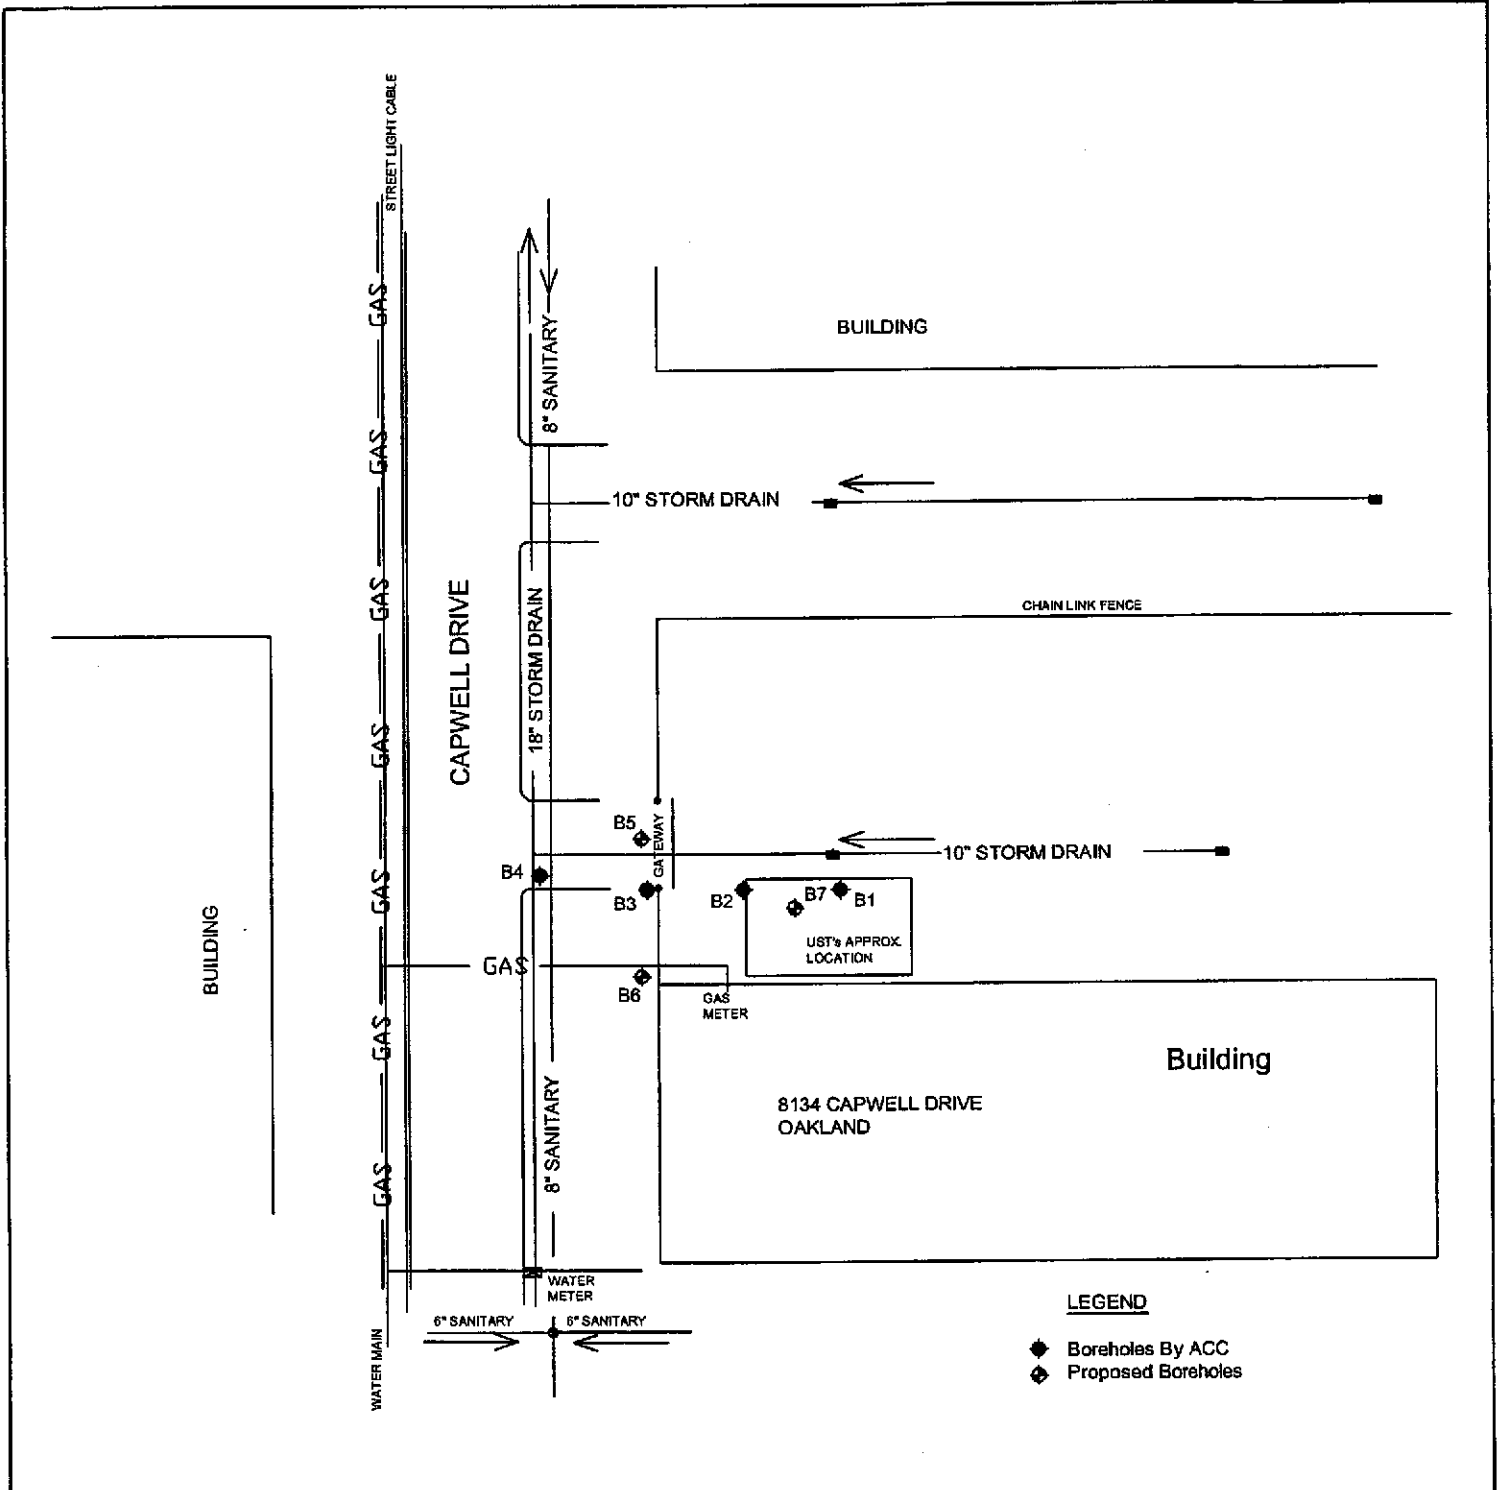 STREET LIGHT CABLE
GAS
8" SANITARY
BUILDING
GAS
10" STORM DRAIN
GAS
CHAIN LINK FENCE
CAPWELL DRIVE
18" STORM DRAIN
GAS
B5
GATEWAY
10" STORM DRAIN
B4
GAS
B3
B2
B7
B1
UST's APPROX.
LOCATION
BUILDING
GAS
B6
GAS
METER
GAS
Building
8134 CAPWELL DRIVE
OAKLAND
8" SANITARY
GAS
WATER
METER
6" SANITARY
6" SANITARY
WATER MAIN
LEGEND
Boreholes By ACC
Proposed Boreholes